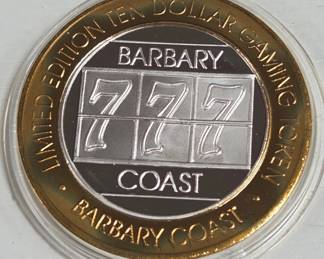 LIMITED EDITION TEN DOLLAR GAMING TOKEN
BARBARY
777
COAST
• BARBARY COAST •